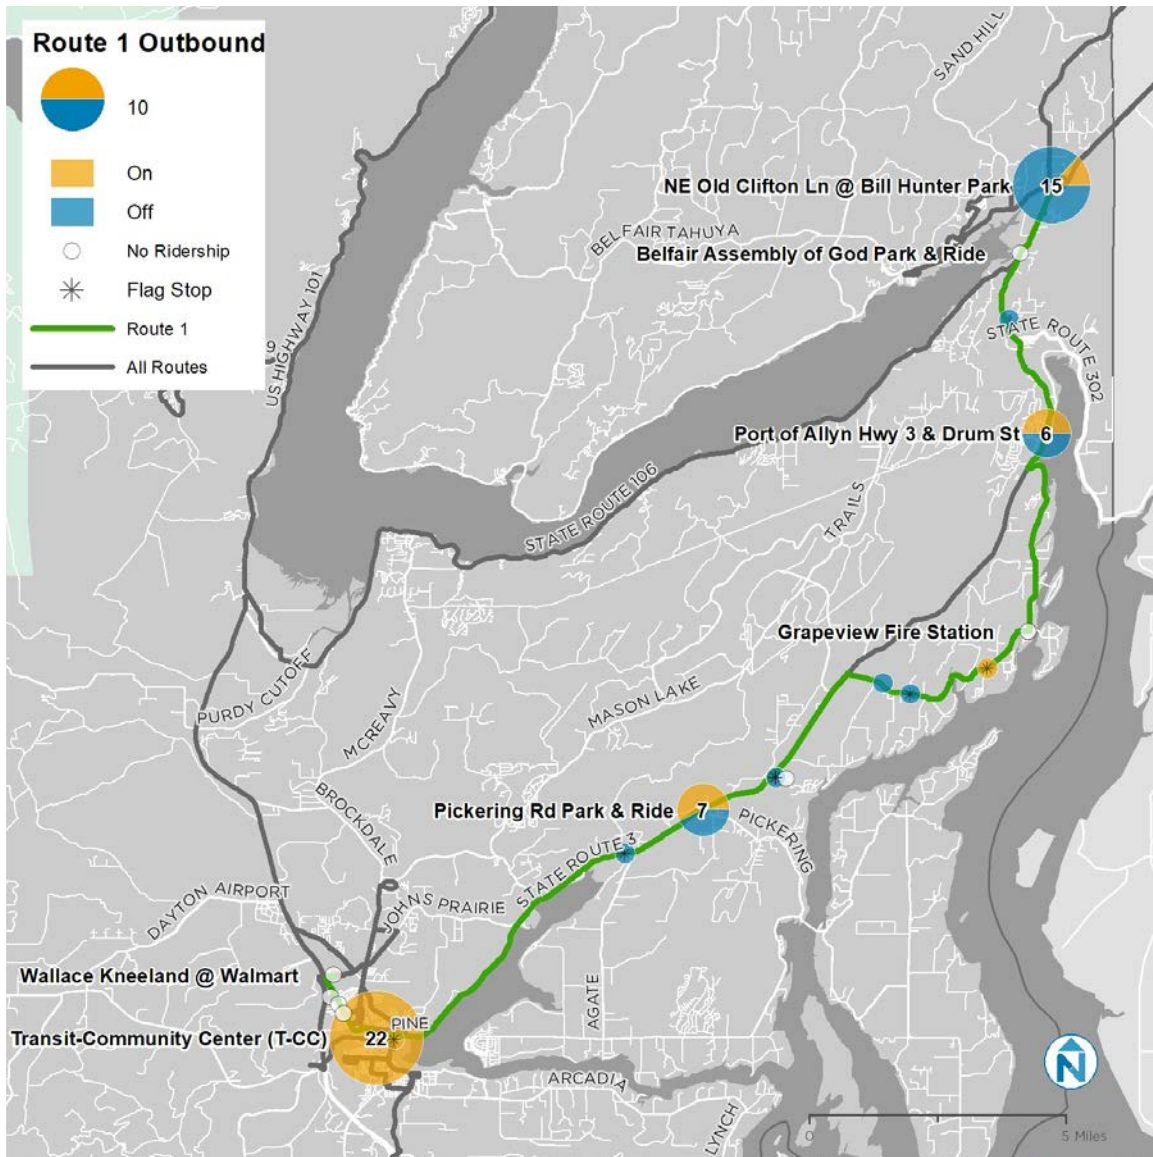 Route 1 Outbound
10
On
Off
No Ridership
Flag Stop
Route 1
All Routes
SAND HILL
NE Old Clifton Ln @ Bill Hunter Park
15
BELFAIR TAHUYA
Belfair Assembly of God Park & Ride
US HIGHWAY 101
STATE ROUTE 302
Port of Allyn Hwy 3 & Drum St
6
STATE ROUTE 106
TRAILS
Grapeview Fire Station
PURDY CUTOFF
MCREAVY
MASON LAKE
BROCKDALE
Pickering Rd Park & Ride
7
PICKERING
STATE ROUTE 3
DAYTON AIRPORT
JOHNS PRAIRIE
Wallace Kneeland @ Walmart
AGATE
PINE
Transit-Community Center (T-CC)
22
ARCADIA
LYNCH
N
0
5 Miles